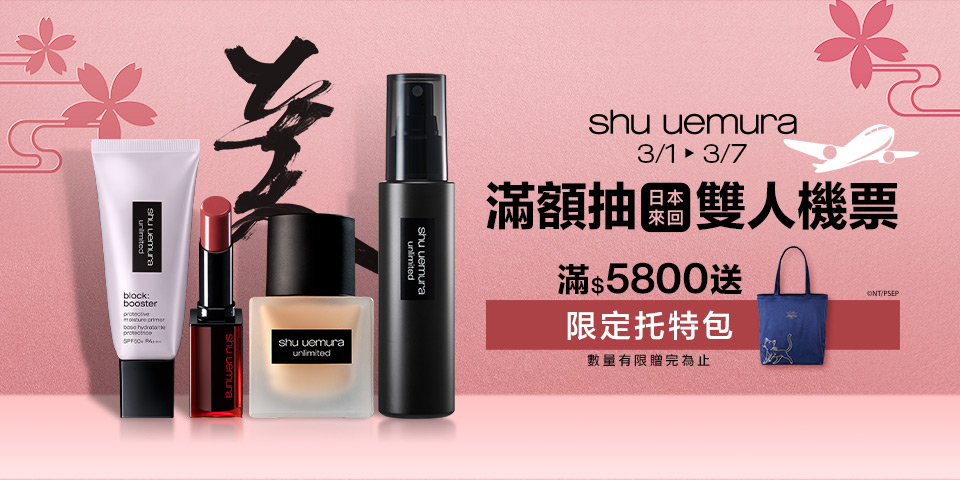 美
shu uemura
3/1 ▸ 3/7
滿額抽日本來回雙人機票
滿$5800送
限定托特包
數量有限贈完為止
©NT/PSEP
shu uemura
unlimited
block:
booster
protective
moisture primer
base hydratante
protectrice
SPF50+ PA+++
shu uemura
shu uemura
unlimited
shu uemura
unlimited